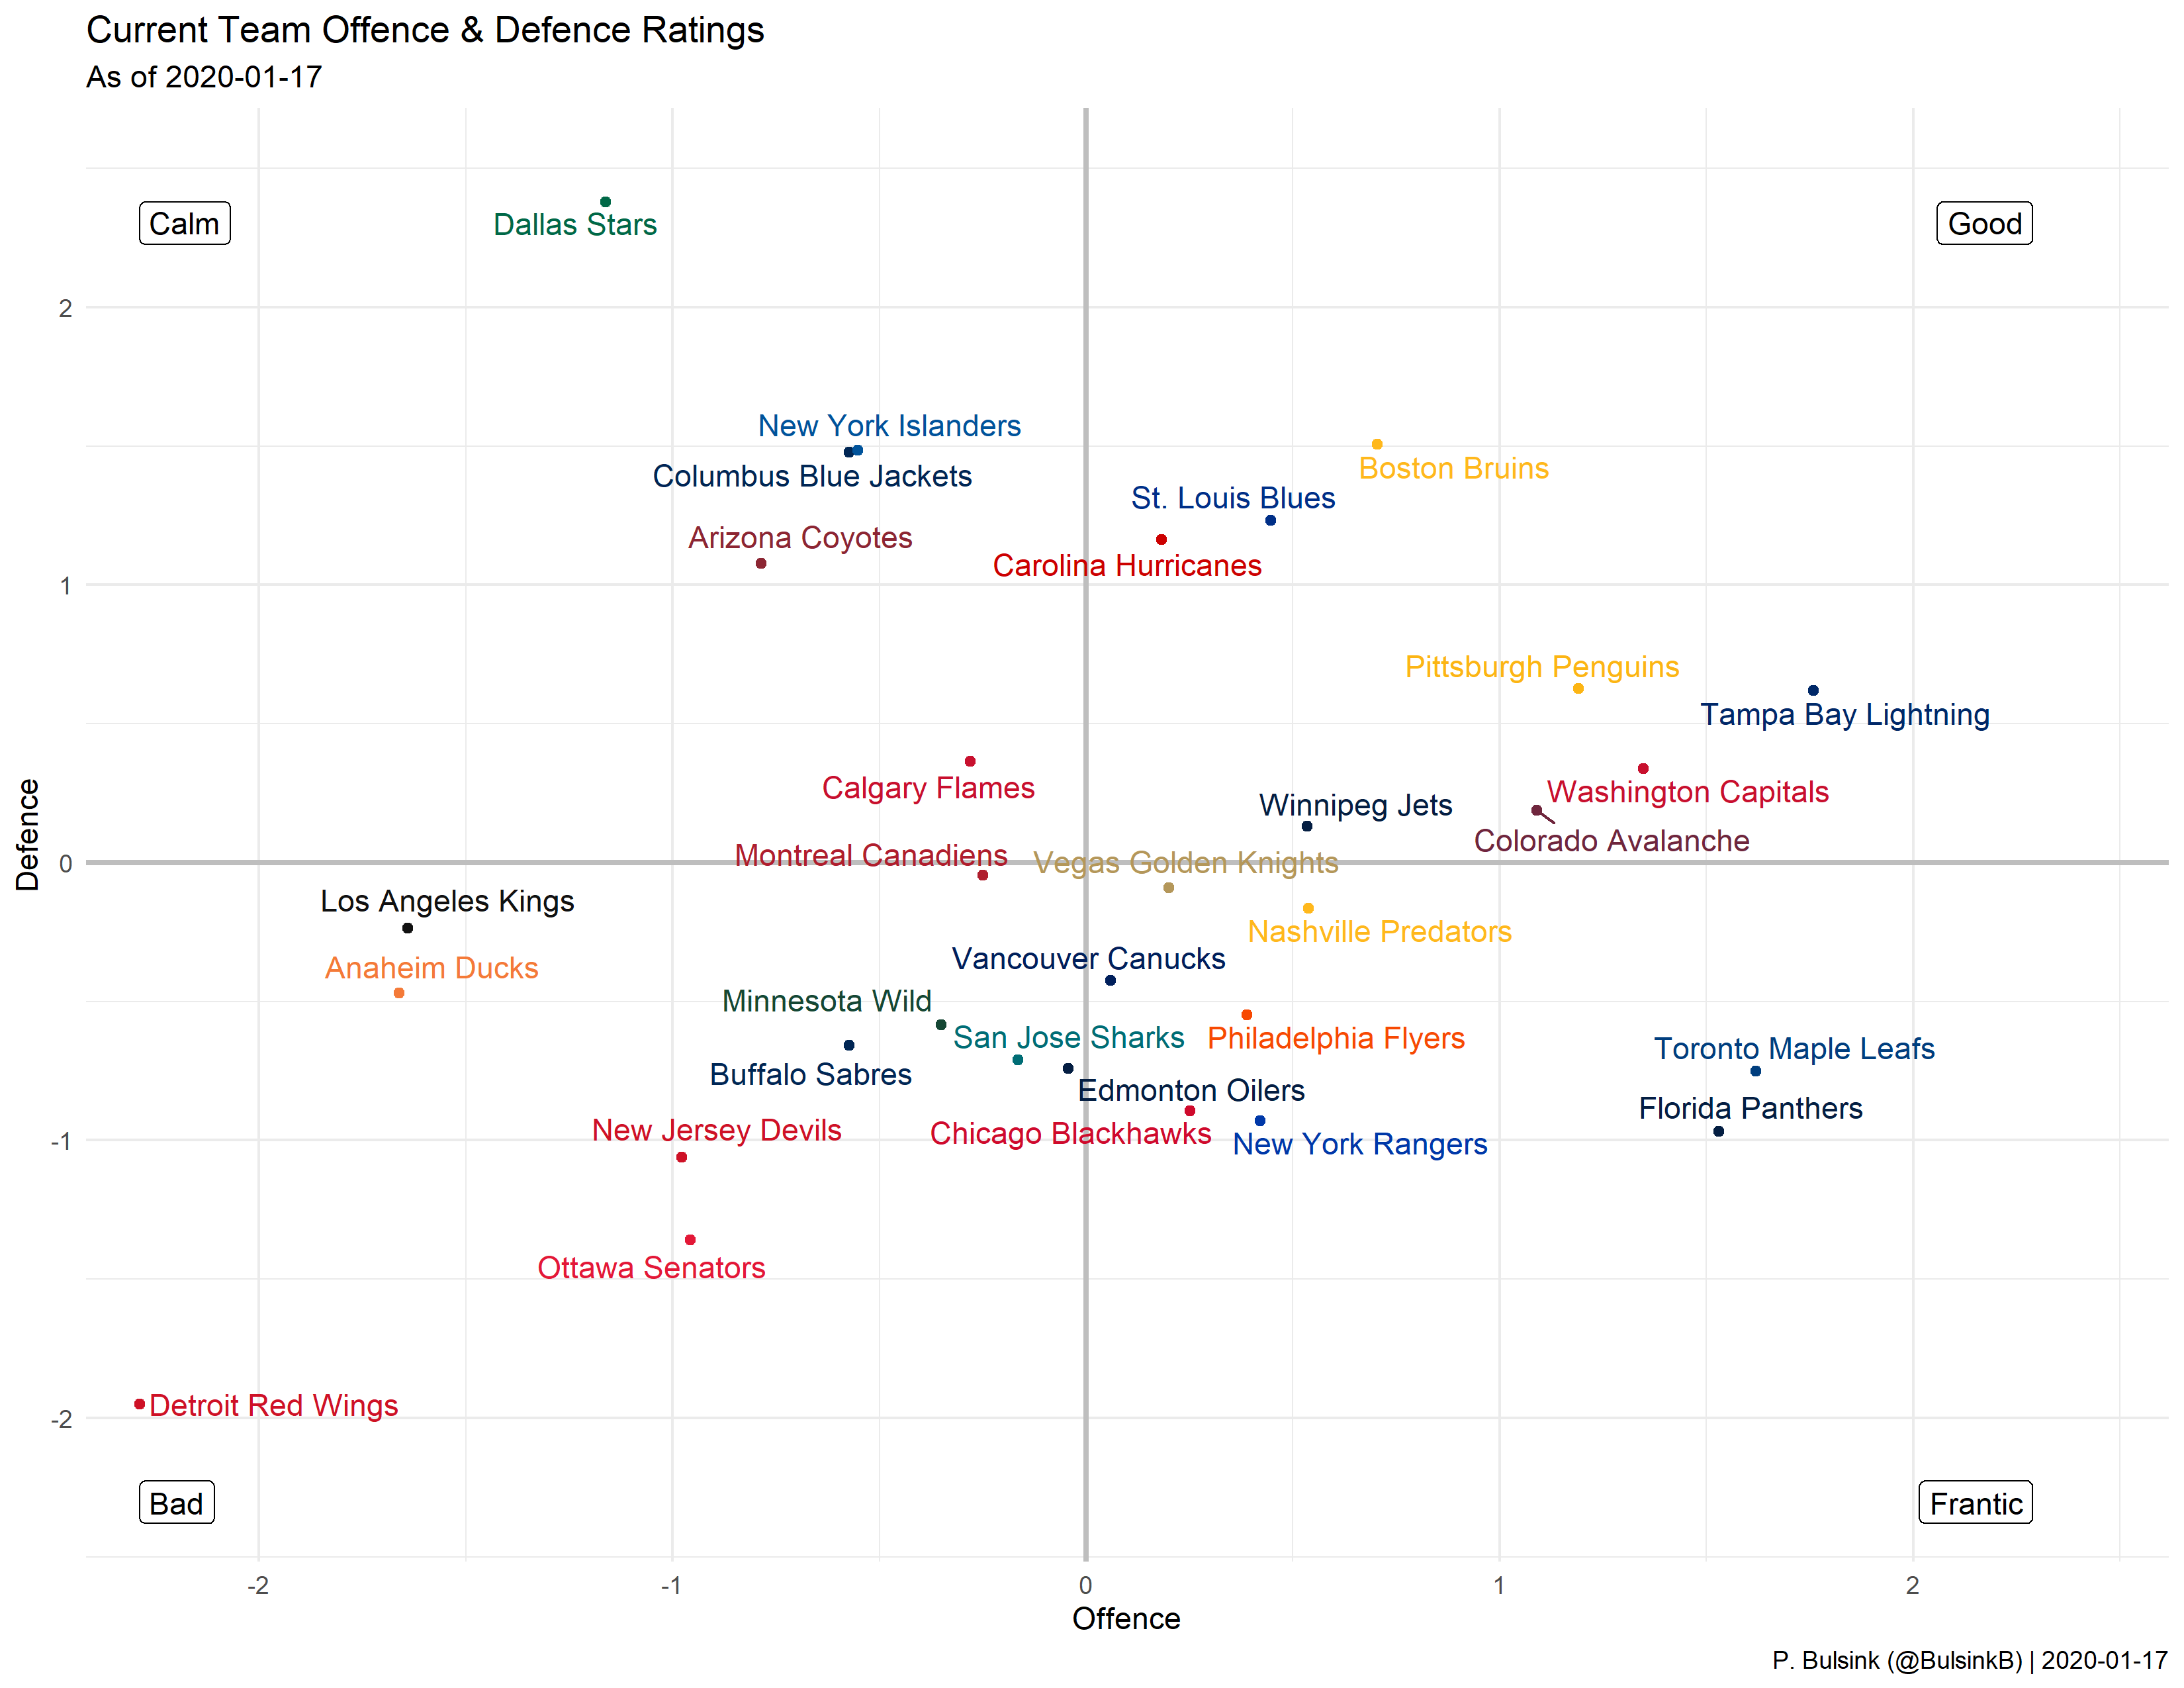 Current Team Offence & Defence Ratings
As of 2020-01-17
Calm
Dallas Stars
Good
2
New York Islanders
Columbus Blue Jackets
Boston Bruins
St. Louis Blues
Arizona Coyotes
Carolina Hurricanes
1
Pittsburgh Penguins
Tampa Bay Lightning
Calgary Flames
Washington Capitals
Winnipeg Jets
Colorado Avalanche
Montreal Canadiens
Vegas Golden Knights
0
Defence
Los Angeles Kings
Nashville Predators
Vancouver Canucks
Anaheim Ducks
Minnesota Wild
San Jose Sharks
Philadelphia Flyers
Toronto Maple Leafs
Buffalo Sabres
Edmonton Oilers
Florida Panthers
New Jersey Devils
Chicago Blackhawks
New York Rangers
-1
Ottawa Senators
Detroit Red Wings
-2
Bad
Frantic
-2 -1 0 1 2
Offence
P. Bulsink (@BulsinkB) | 2020-01-17